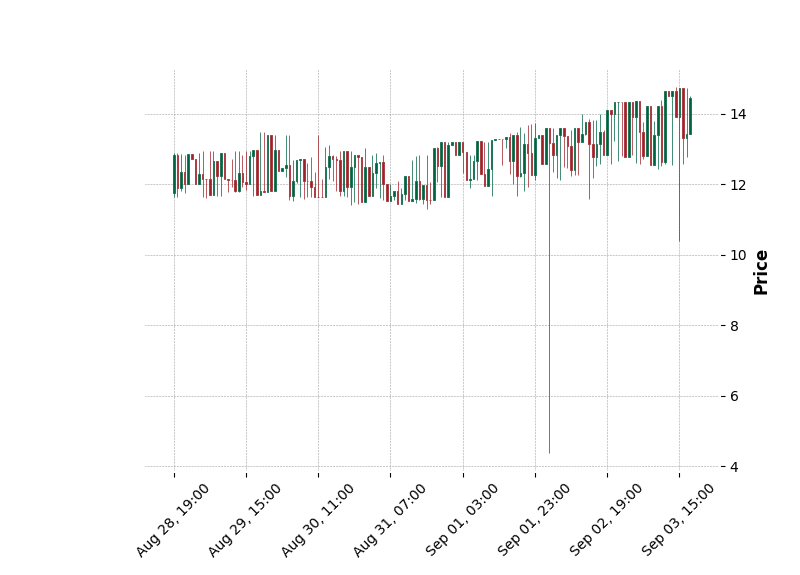 14
12
10
8
6
4
Price
Aug 28, 19:00
Aug 29, 15:00
Aug 30, 11:00
Aug 31, 07:00
Sep 01, 03:00
Sep 01, 23:00
Sep 02, 19:00
Sep 03, 15:00